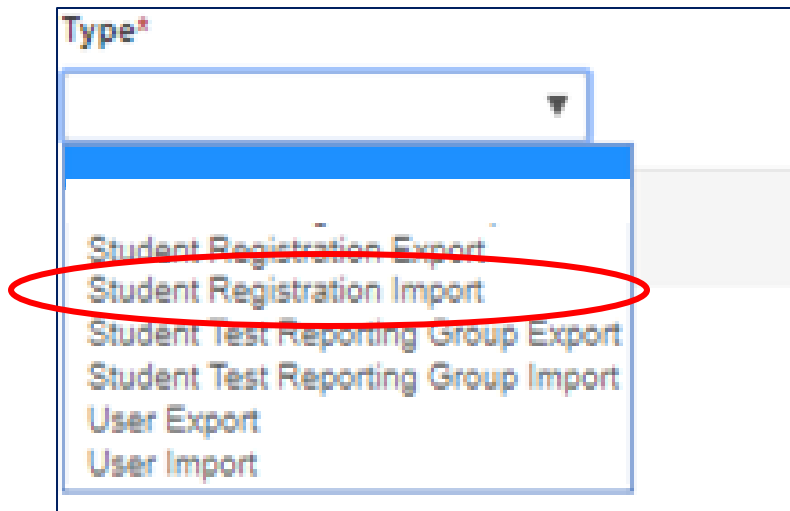 Type*
Student Registration Export
Student Registration Import
Student Test Reporting Group Export
Student Test Reporting Group Import
User Export
User Import